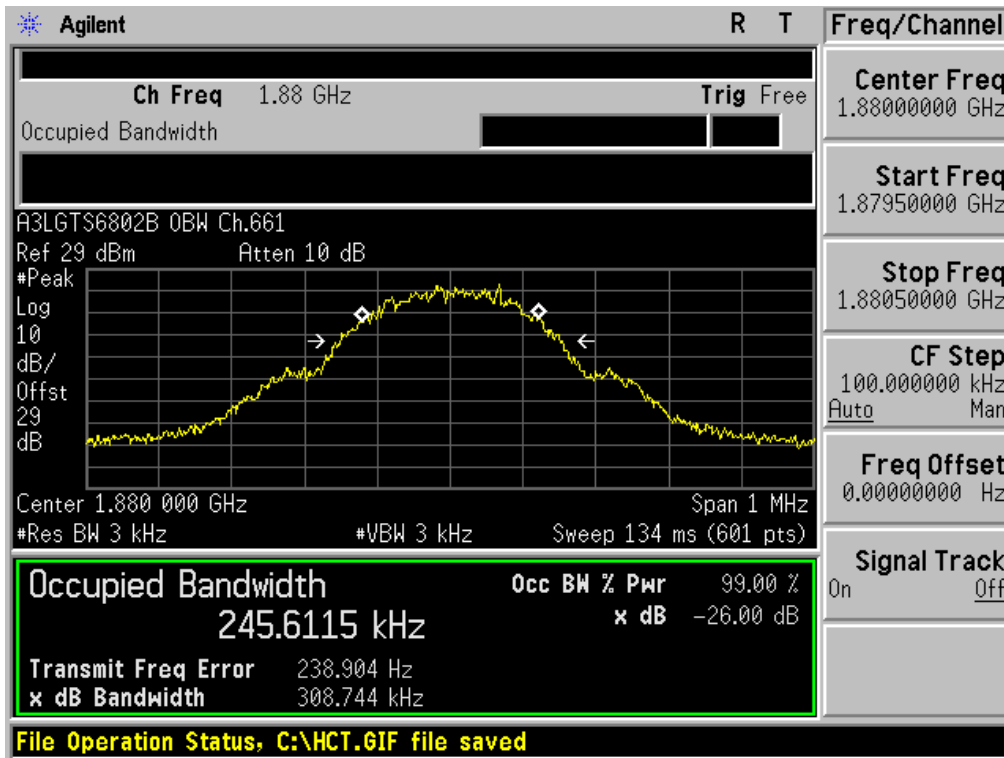 Agilent R T
Ch Freq 1.88 GHz Trig Free
Occupied Bandwidth
A3LGTS6802B OBW Ch.661
Ref 29 dBm Atten 10 dB
#Peak
Log
10
dB/
Offst
29
dB
Center 1.880 000 GHz Span 1 MHz
#Res BW 3 kHz #VBW 3 kHz Sweep 134 ms (601 pts)
Occupied Bandwidth
245.6115 kHz
Occ BW % Pwr 99.00 %
x dB -26.00 dB
Transmit Freq Error 238.904 Hz
x dB Bandwidth 308.744 kHz
File Operation Status, C:\HCT.GIF file saved
Freq/Channel
Center Freq
1.88000000 GHz
Start Freq
1.87950000 GHz
Stop Freq
1.88050000 GHz
CF Step
100.000000 kHz
Auto Man
Freq Offset
0.00000000 Hz
Signal Track
On Off